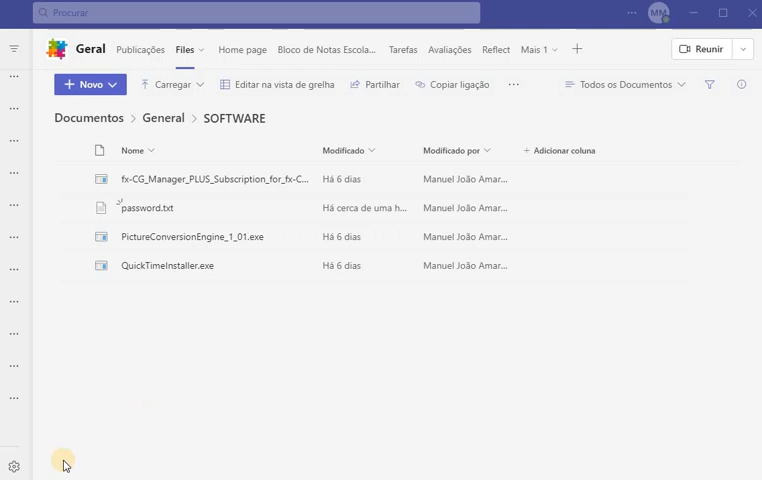 Procurar
MM
Geral Publicações Files Home page Bloco de Notas Escola... Tarefas Avaliações Reflect Mais 1 Reunir
Novo Carregar Editar na vista de grelha Partilhar Copiar ligação Todos os Documentos
Documentos > General > SOFTWARE
Nome Modificado Modificado por + Adicionar coluna
fx-CG_Manager_PLUS_Subscription_for_fx-C... Há 6 dias Manuel João Amar...
password.txt Há cerca de uma h... Manuel João Amar...
PictureConversionEngine_1_01.exe Há 6 dias Manuel João Amar...
QuickTimeInstaller.exe Há 6 dias Manuel João Amar...